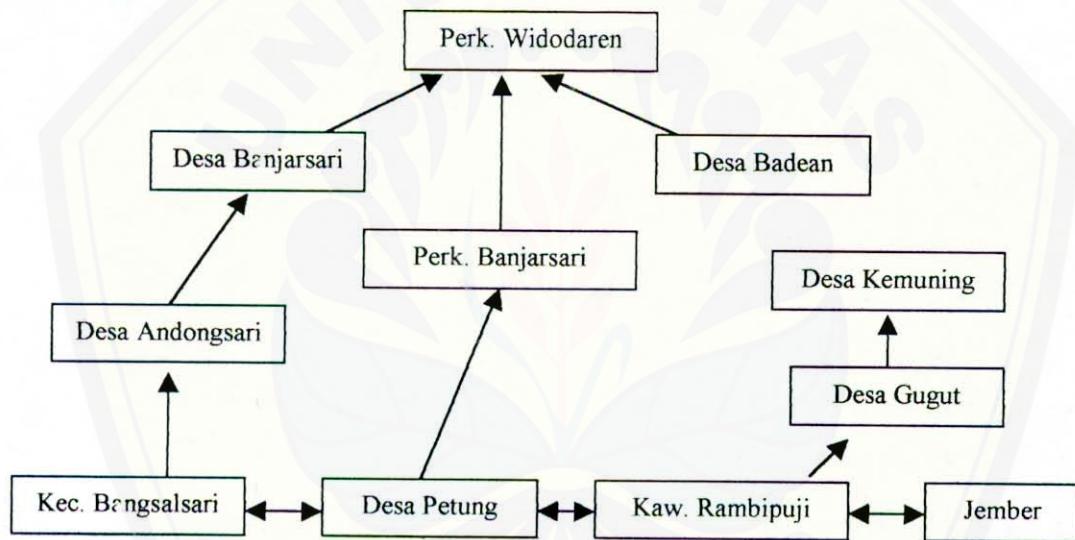 Perk. Widodaren
Desa Banjarsari
Desa Badean
Perk. Banjarsari
Desa Kemuning
Desa Andongsari
Desa Gugut
Kec. Bangsalsari
Desa Petung
Kaw. Rambipuji
Jember